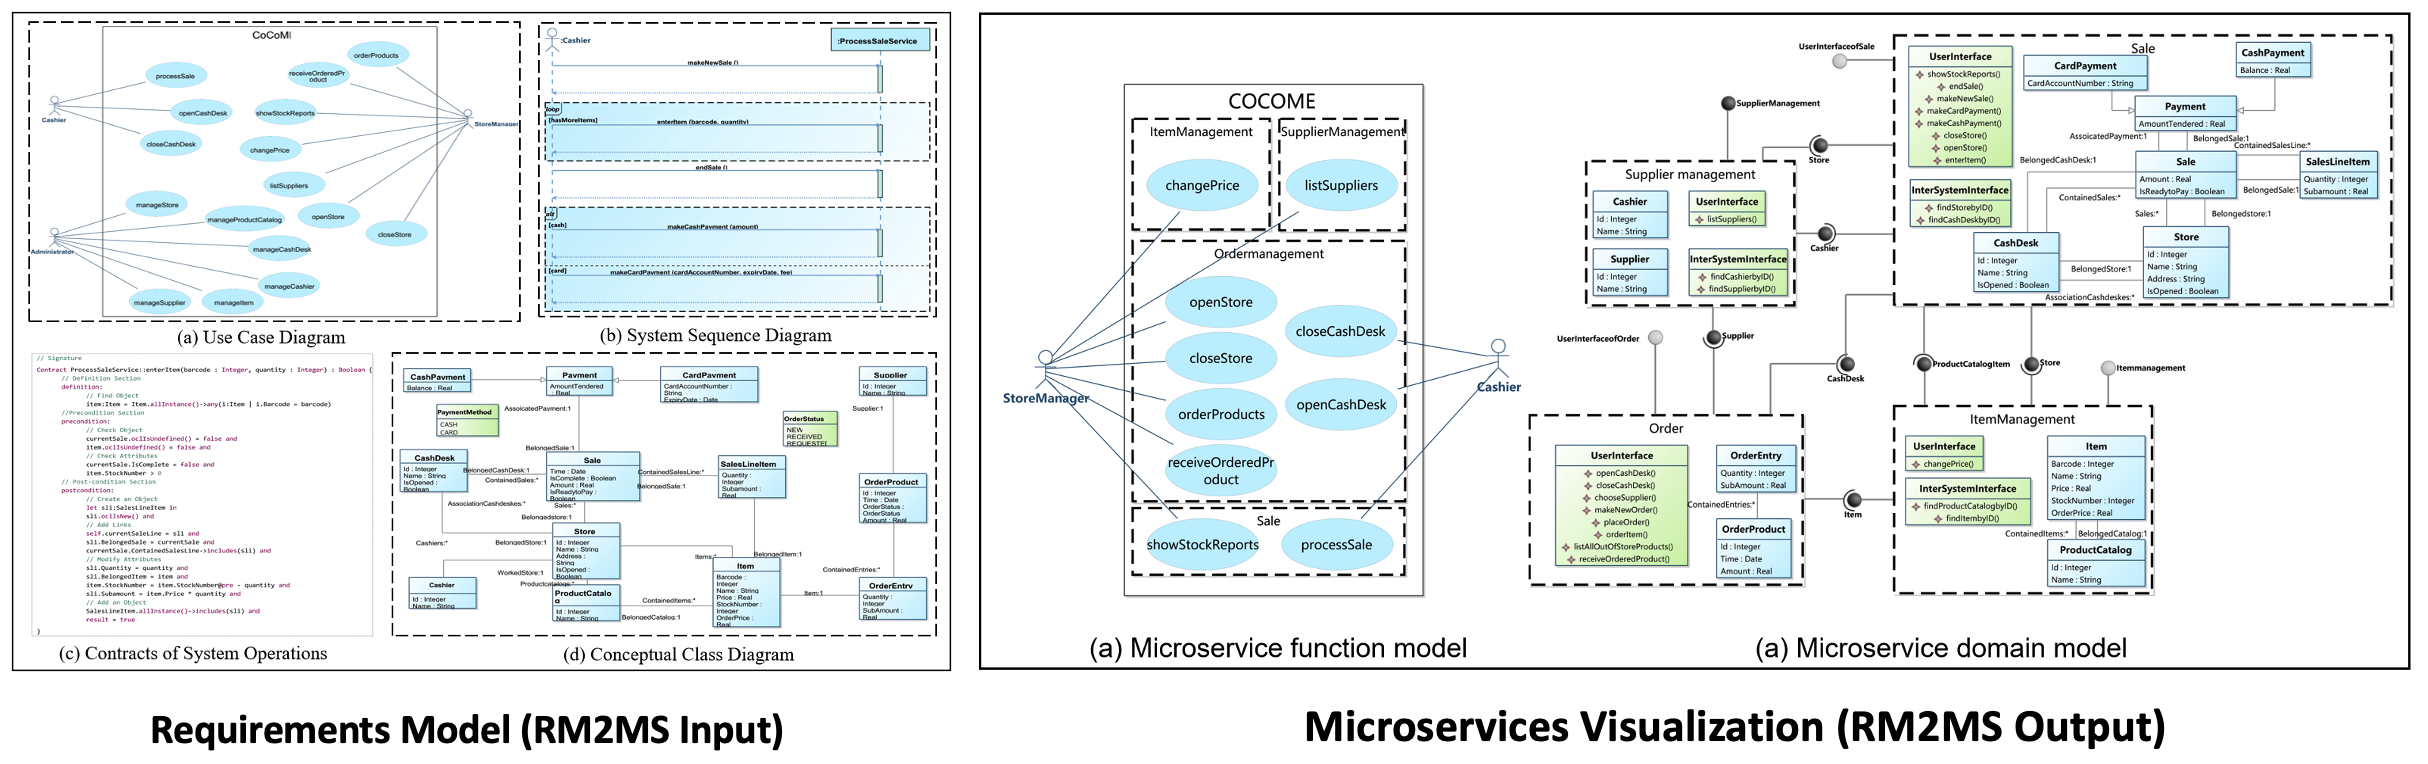 CoCoMl
orderProducts
processSale
receiveOrderedPr
oduct
openCashDesk
showStockReports
Cashier
StoreManager
closeCashDesk
changePrice
listSuppliers
manageStore
manageProductCatalog
openStore
closeStore
manageCashDesk
Administrator
manageCashier
manageSupplier
manageItem
(a) Use Case Diagram
:Cashier
:ProcessSaleService
makeNewSale ()
loop
[hasMoreItems]
enterItem (barcode, quantity)
endSale ()
alt
[cash]
makeCashPayment (amount)
[card]
makeCardPayment (cardAccountNumber, expiryDate, fee)
(b) System Sequence Diagram
// Signature
Contract ProcessSaleService::enterItem(barcode : Integer, quantity : Integer) : Boolean {
// Definition Section
definition:
// Find Object
item:Item = Item.allInstance()->any(i:Item | i.Barcode = barcode)
//Precondition Section
precondition:
// Check Object
currentSale.oclIsUndefined() = false and
item.oclIsUndefined() = false and
// Check Attributes
currentSale.IsComplete = false and
item.StockNumber > 0
// Post-condition Section
postcondition:
// Create an Object
let sli:SalesLineItem in
sli.oclIsNew() and
// Add Links
self.currentSaleLine = sli and
sli.BelongedSale = currentSale and
currentSale.ContainedSalesLine->includes(sli) and
// Modify Attributes
sli.Quantity = quantity and
sli.BelongedItem = item and
item.StockNumber = item.StockNumber@pre - quantity and
sli.Subamount = item.Price * quantity and
// Add an Object
SalesLineItem.allInstance()->includes(sli) and
result = true
}
(c) Contracts of System Operations
CashPayment
Balance : Real
Payment
AmountTendered
: Real
CardPayment
CardAccountNumber :
String
ExpiryDate : Date
Supplier
Id : Integer
Name : String
PaymentMethod
CASH
CARD
AssoicatedPayment:1
Supplier:1
OrderStatus
NEW
RECEIVED
REQUESTED
BelongedSale:1
CashDesk
Id : Integer
Name : String
IsOpened :
Boolean
BelongedCashDesk:1
ContainedSales:*
Sale
Time : Date
IsComplete : Boolean
Amount : Real
IsReadytoPay :
Boolean
ContainedSalesLine:*
BelongedSale:1
SalesLineItem
Quantity :
Integer
Subamount :
Real
OrderProduct
Id : Integer
Time : Date
OrderStatus :
OrderStatus
Amount : Real
AssociationCashdeskes:*
Sales:*
Belongedstore:1
Store
Id : Integer
Name : String
Address :
String
IsOpened :
Boolean
Cashiers:*
BelongedStore:1
Items:*
BelongedItem:1
WorkedStore:1
Productcatalogs:*
ContainedEntries:*
Cashier
Id : Integer
Name : String
ProductCatalo
g
Id : Integer
Name : String
ContainedItems:*
BelongedCatalog:1
Item
Barcode :
Integer
Name : String
Price : Real
StockNumber :
Integer
OrderPrice :
Real
Item:1
OrderEntry
Quantity :
Integer
SubAmount :
Real
(d) Conceptual Class Diagram
Requirements Model (RM2MS Input)
COCOME
ItemManagement
SupplierManagement
changePrice
listSuppliers
Ordermanagement
openStore
closeCashDesk
closeStore
StoreManager
Cashier
orderProducts
openCashDesk
receiveOrderedPr
oduct
Sale
showStockReports
processSale
(a) Microservice function model
UserInterfaceofSale
SupplierManagement
Store
Sale
UserInterface
showStockReports()
endSale()
makeNewSale()
makeCardPayment()
makeCashPayment()
closeStore()
openStore()
enterItem()
InterSystemInterface
findStorebyID()
findCashDeskbyID()
CardPayment
CardAccountNumber : String
CashPayment
Balance : Real
Payment
AmountTendered : Real
AssoicatedPayment:1
BelongedSale:1
ContainedSalesLine:*
BelongedCashDesk:1
Sale
Amount : Real
IsReadytoPay : Boolean
SalesLineItem
Quantity : Integer
Subamount : Real
BelongedSale:1
ContainedSales:*
Sales:*
Belongedstore:1
CashDesk
Id : Integer
Name : String
IsOpened : Boolean
BelongedStore:1
Store
Id : Integer
Name : String
Address : String
IsOpened : Boolean
AssociationCashdeskes:*
Supplier management
Cashier
Id : Integer
Name : String
UserInterface
listSuppliers()
Supplier
Id : Integer
Name : String
InterSystemInterface
findCashierbyID()
findSupplierbyID()
Cashier
UserInterfaceofOrder
Supplier
CashDesk
ProductCatalogItem
Store
Itemmanagement
Order
UserInterface
openCashDesk()
closeCashDesk()
chooseSupplier()
makeNewOrder()
placeOrder()
orderItem()
listAllOutOfStoreProducts()
receiveOrderedProduct()
OrderEntry
Quantity : Integer
SubAmount : Real
ContainedEntries:*
OrderProduct
Id : Integer
Time : Date
Amount : Real
Item
ItemManagement
UserInterface
changePrice()
InterSystemInterface
findProductCatalogbyID()
findItembyID()
Item
Barcode : Integer
Name : String
Price : Real
StockNumber : Integer
OrderPrice : Real
ContainedItems:*
BelongedCatalog:1
ProductCatalog
Id : Integer
Name : String
(a) Microservice domain model
Microservices Visualization (RM2MS Output)